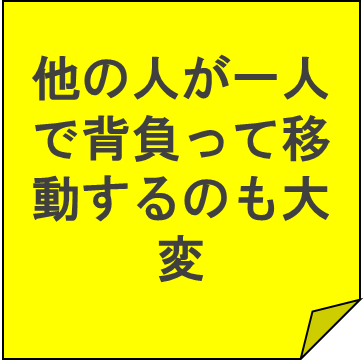 他の人が一人
で背負って移
動するのも大
変